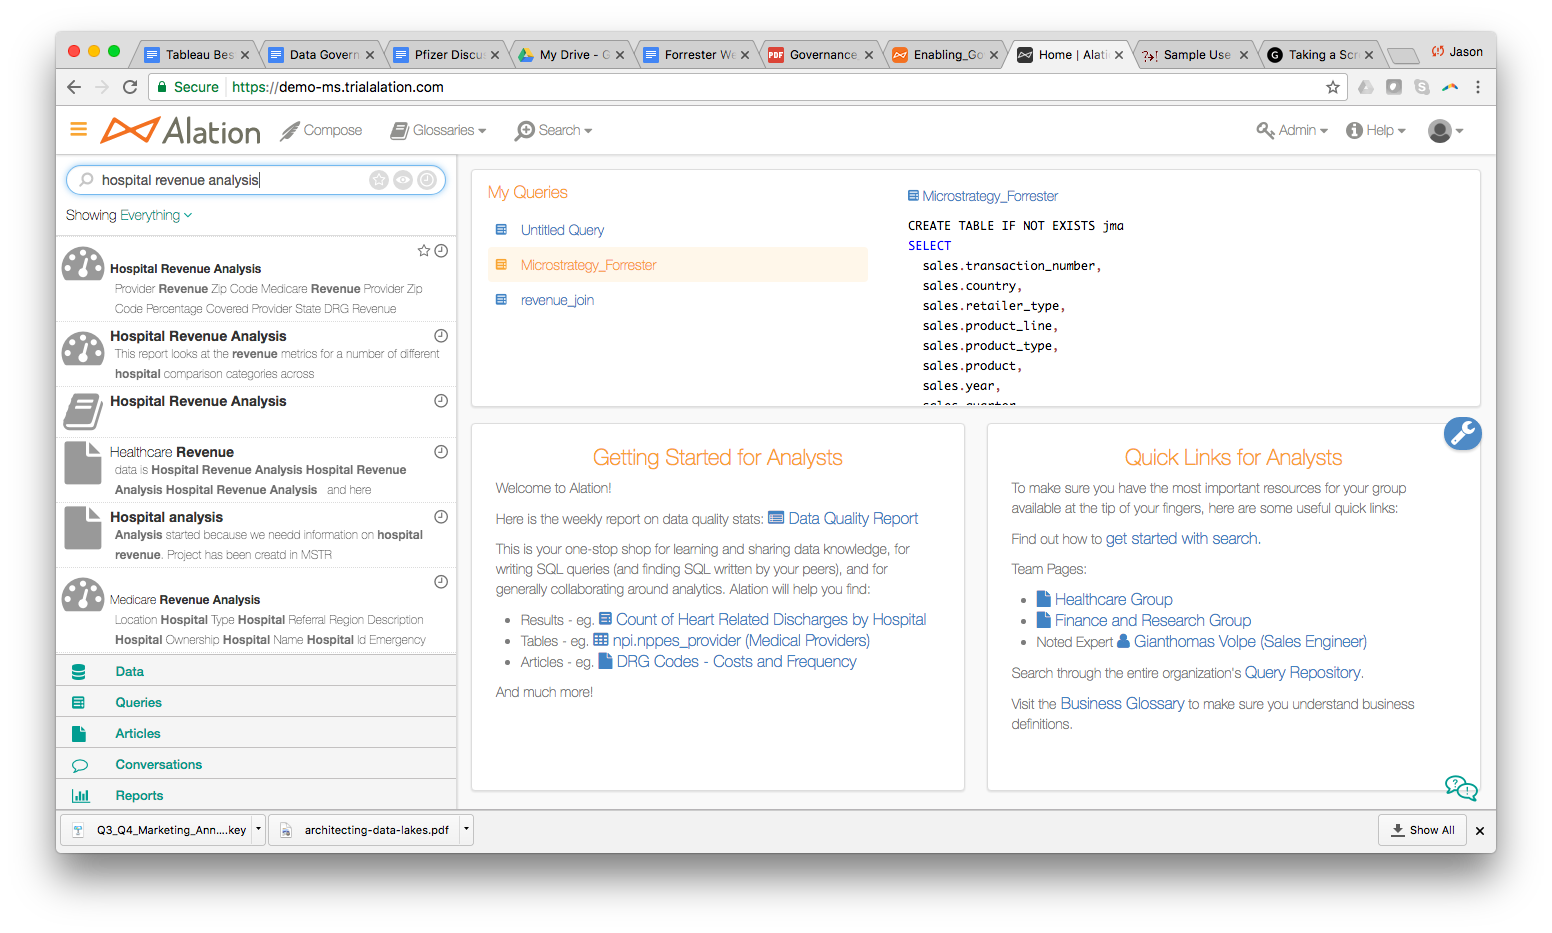 Tableau Bes
Data Govern
Pfizer Discus
My Drive - G
Forrester We
PDF Governance
Enabling_Go
Home | Alati
Sample Use
G Taking a Scr
Jason
Secure https://demo-ms.trialalation.com
Alation Compose Glossaries Search Admin Help
hospital revenue analysis
Showing Everything
Hospital Revenue Analysis
Provider Revenue Zip Code Medicare Revenue Provider Zip
Code Percentage Covered Provider State DRG Revenue
Hospital Revenue Analysis
This report looks at the revenue metrics for a number of different
hospital comparison categories across
Hospital Revenue Analysis
Healthcare Revenue
data is Hospital Revenue Analysis Hospital Revenue
Analysis Hospital Revenue Analysis and here
Hospital analysis
Analysis started because we needd information on hospital
revenue. Project has been creatd in MSTR
Medicare Revenue Analysis
Location Hospital Type Hospital Referral Region Description
Hospital Ownership Hospital Name Hospital Id Emergency
Data
Queries
Articles
Conversations
Reports
My Queries
Untitled Query
Microstrategy_Forrester
revenue_join
Microstrategy_Forrester
CREATE TABLE IF NOT EXISTS jma
SELECT
sales.transaction_number,
sales.country,
sales.retailer_type,
sales.product_line,
sales.product_type,
sales.product,
sales.year,
sales.quarter
Getting Started for Analysts
Welcome to Alation!
Here is the weekly report on data quality stats: Data Quality Report
This is your one-stop shop for learning and sharing data knowledge, for
writing SQL queries (and finding SQL written by your peers), and for
generally collaborating around analytics. Alation will help you find:
Results - eg. Count of Heart Related Discharges by Hospital
Tables - eg. npi.nppes_provider (Medical Providers)
Articles - eg. DRG Codes - Costs and Frequency
And much more!
Quick Links for Analysts
To make sure you have the most important resources for your group
available at the tip of your fingers, here are some useful quick links:
Find out how to get started with search.
Team Pages:
Healthcare Group
Finance and Research Group
Noted Expert Gianthomas Volpe (Sales Engineer)
Search through the entire organization's Query Repository.
Visit the Business Glossary to make sure you understand business
definitions.
Q3_Q4_Marketing_Ann....key
architecting-data-lakes.pdf
Show All